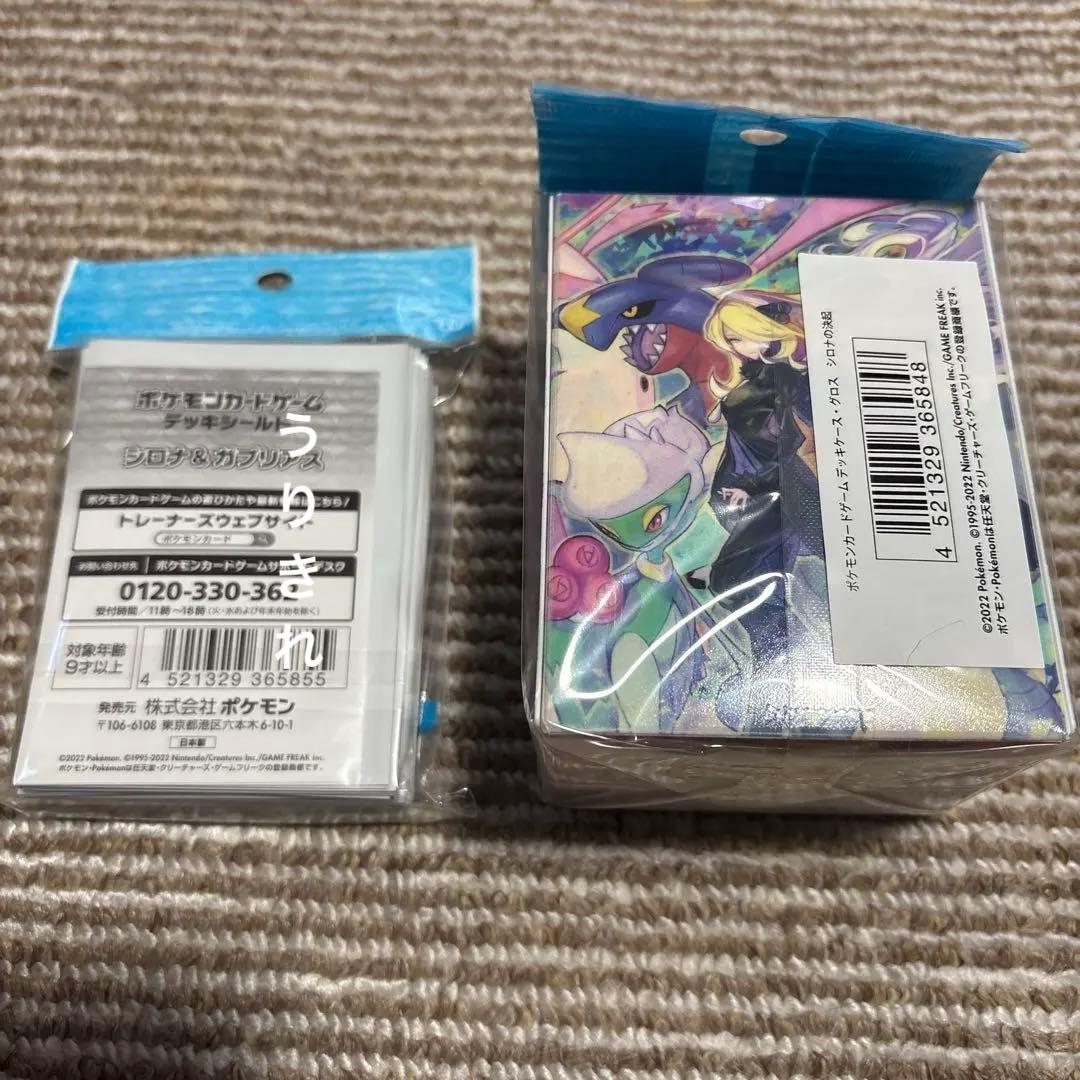 ポケモンカードゲーム
デッキシールド
シロナ&ガブリアス
ポケモンカードゲームの遊びかたや最新情報はこちら!
トレーナーズウェブサイト
ポケモンカード
お問い合わせ先 ポケモンカードゲームサポートデスク
0120-330-362
受付時間/11時~18時(火・水および年末年始を除く)
対象年齢
9才以上
4 521329 365855
発売元 株式会社ポケモン
〒106-6108 東京都港区六本木6-10-1
日本製
©2022 Pokémon. ©1995-2022 Nintendo/Creatures Inc./GAME FREAK inc.
ポケモン・Pokémonは任天堂・クリーチャーズ・ゲームフリークの登録商標です。
うりきれ
ポケモンカードゲーム デッキケース・グロス シロナの決起
4 521329 365848
©2022 Pokémon. ©1995-2022 Nintendo/Creatures Inc./GAME FREAK inc.
ポケモン・Pokémonは任天堂・クリーチャーズ・ゲームフリークの登録商標です。